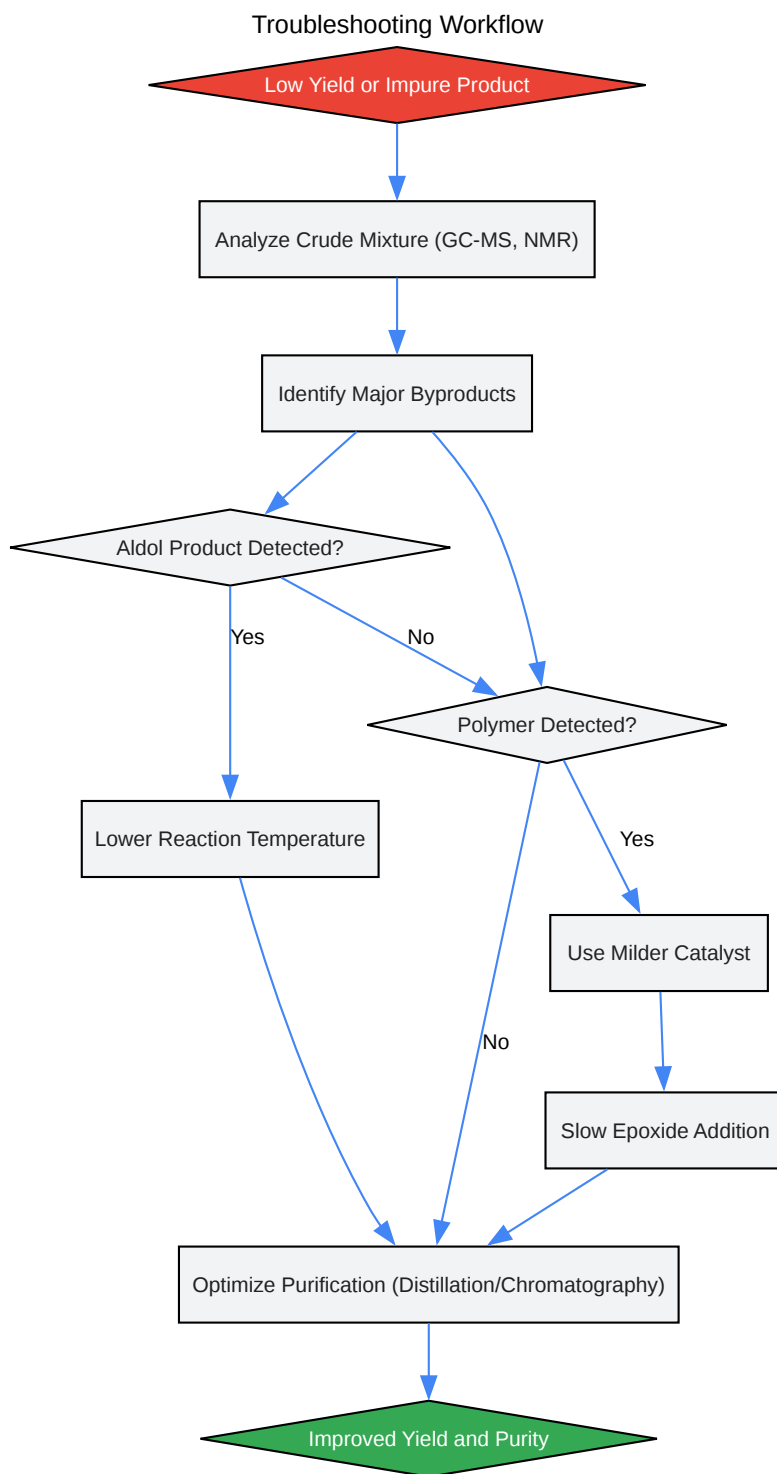 Troubleshooting Workflow
Low Yield or Impure Product
Analyze Crude Mixture (GC-MS, NMR)
Identify Major Byproducts
Aldol Product Detected?
Yes
No
Polymer Detected?
Lower Reaction Temperature
Yes
Use Milder Catalyst
No
Slow Epoxide Addition
Optimize Purification (Distillation/Chromatography)
Improved Yield and Purity